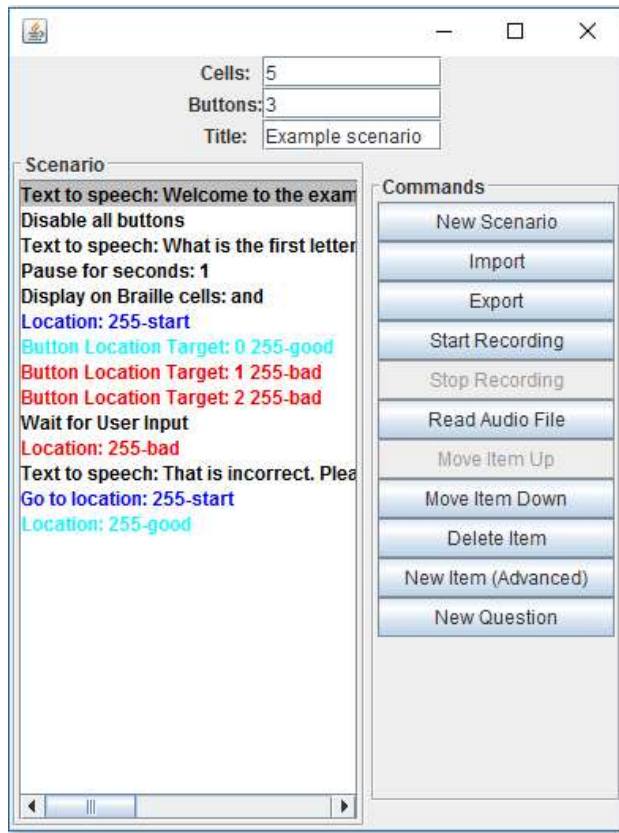 Cells: 5
Buttons: 3
Title: Example scenario
Scenario
Text to speech: Welcome to the exam
Disable all buttons
Text to speech: What is the first letter
Pause for seconds: 1
Display on Braille cells: and
Location: 255-start
Button Location Target: 0 255-good
Button Location Target: 1 255-bad
Button Location Target: 2 255-bad
Wait for User Input
Location: 255-bad
Text to speech: That is incorrect. Plea
Go to location: 255-start
Location: 255-good
Commands
New Scenario
Import
Export
Start Recording
Stop Recording
Read Audio File
Move Item Up
Move Item Down
Delete Item
New Item (Advanced)
New Question